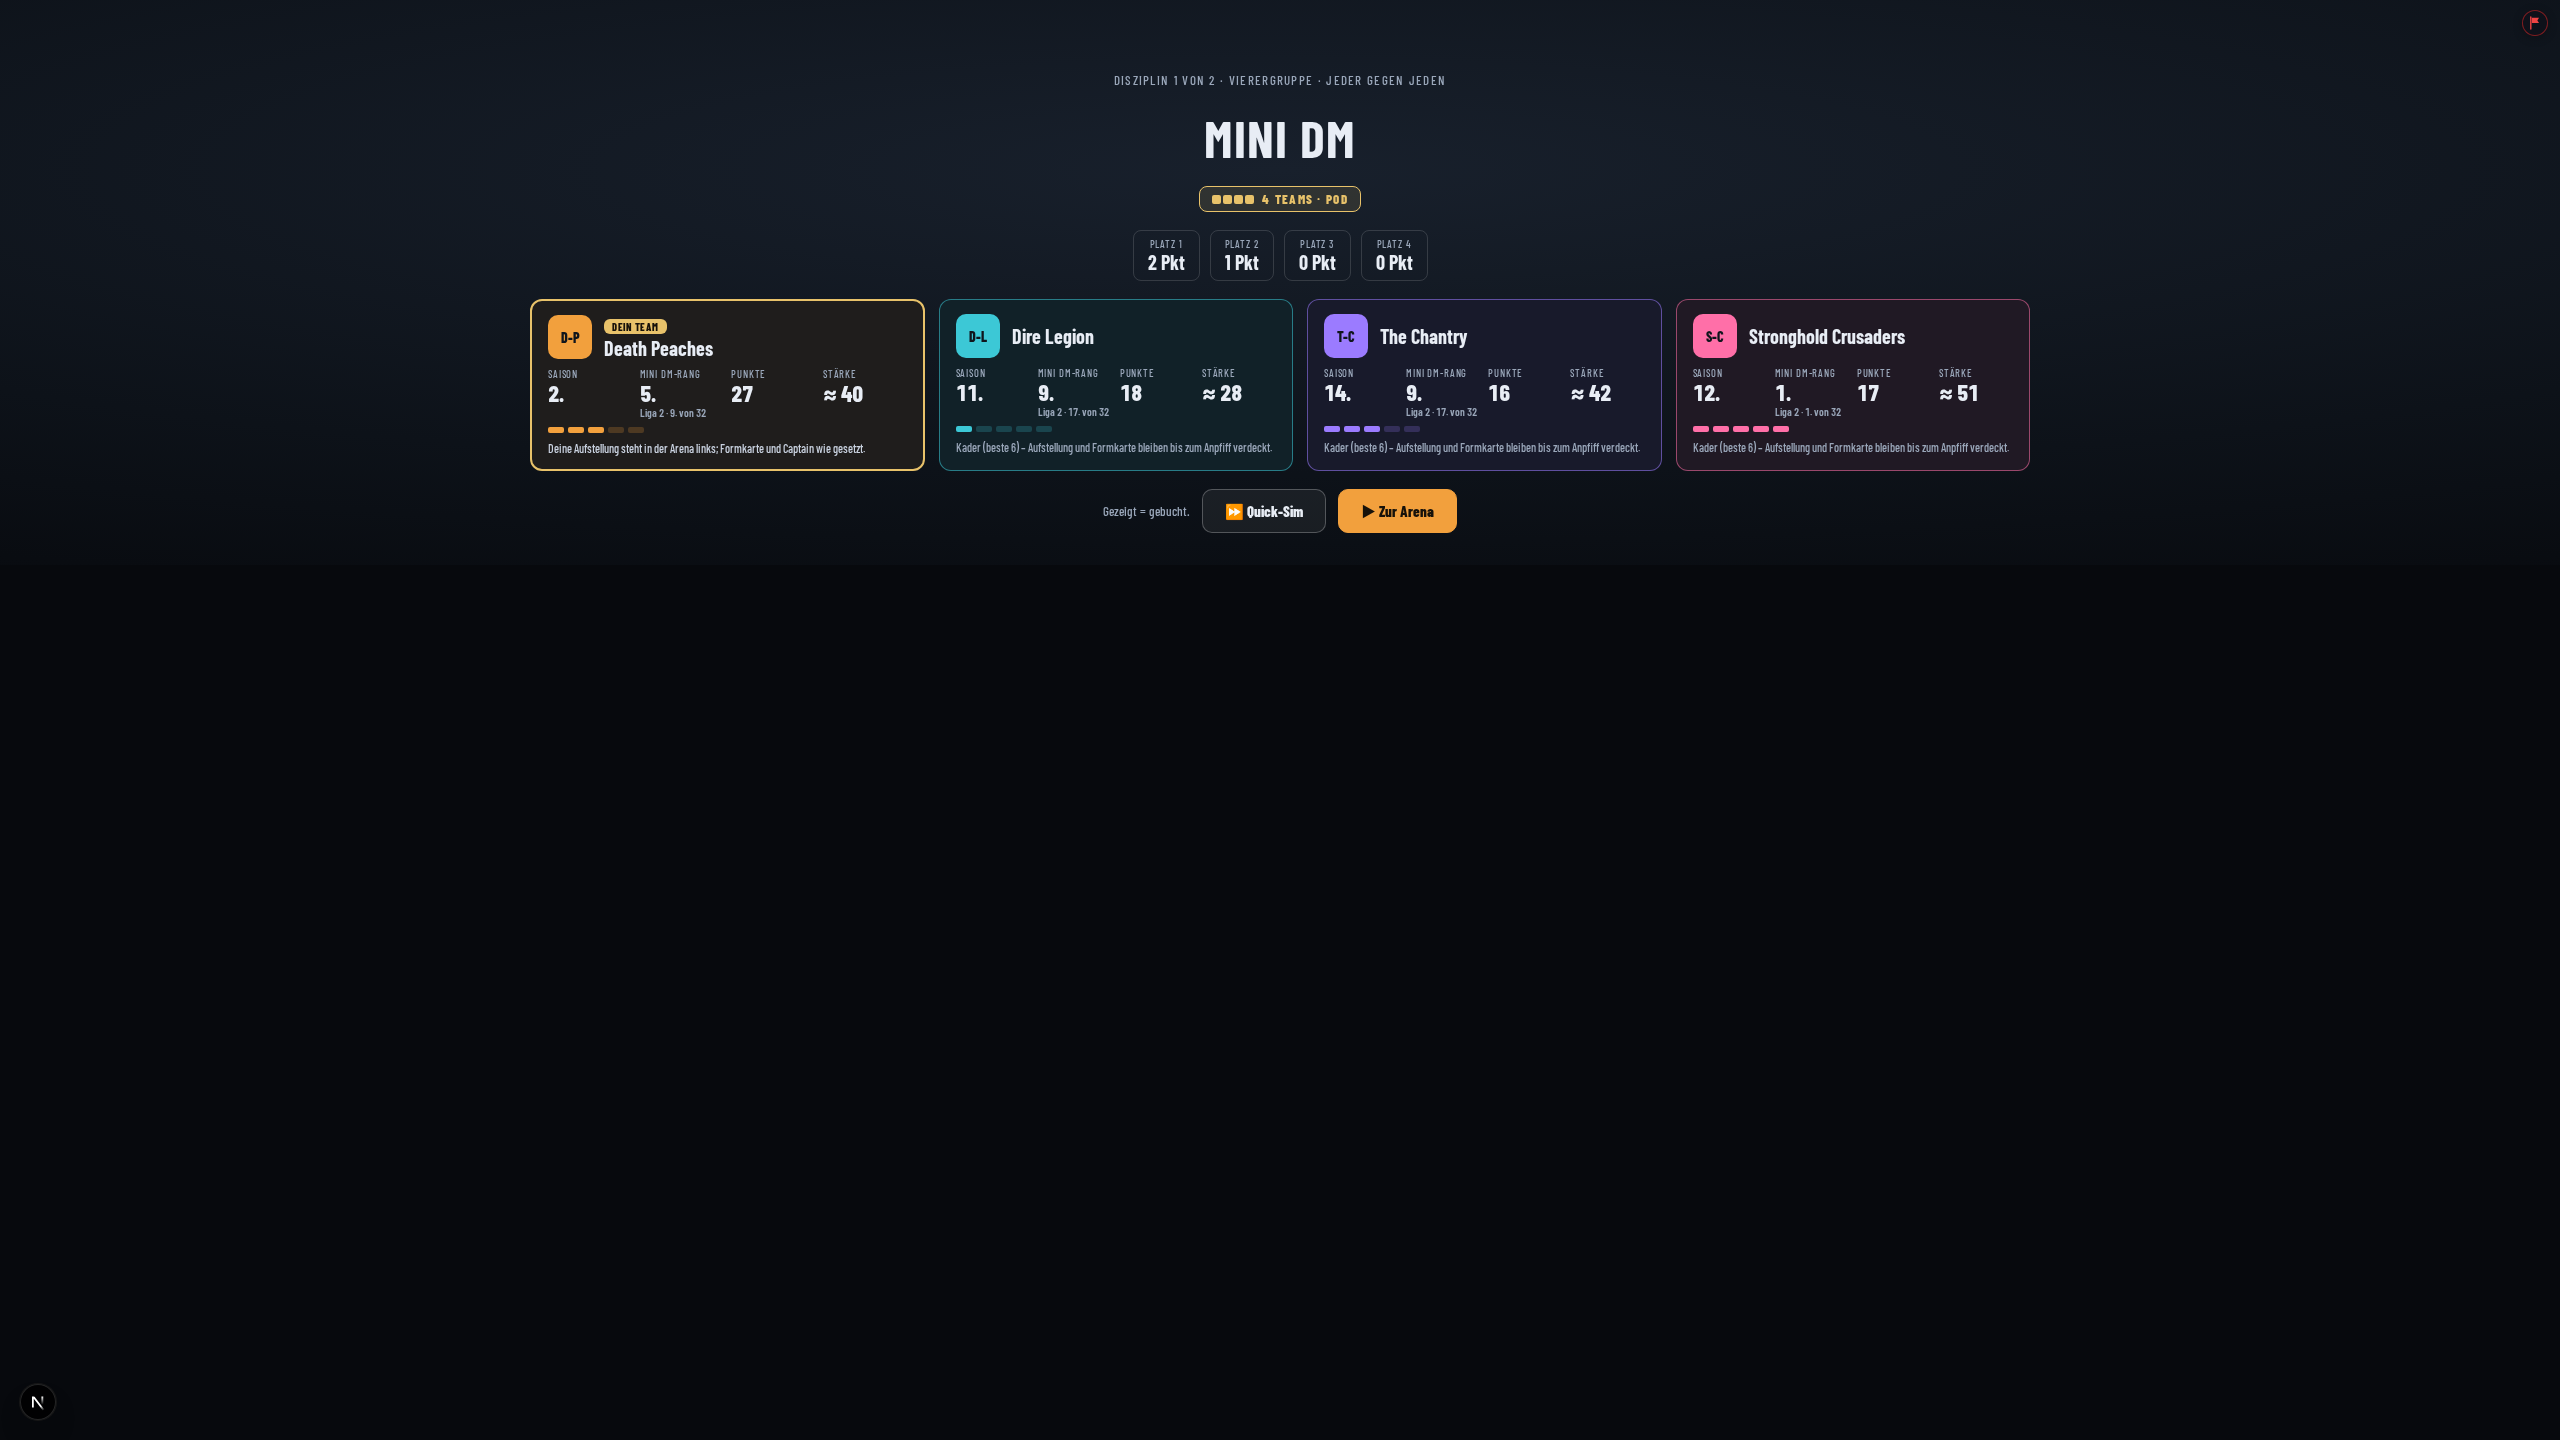 DISZIPLIN 1 VON 2 · VIERERGRUPPE · JEDER GEGEN JEDEN
MINI DM
4 TEAMS · POD
PLATZ 1
2 Pkt
PLATZ 2
1 Pkt
PLATZ 3
0 Pkt
PLATZ 4
0 Pkt
D-P
DEIN TEAM
Death Peaches
SAISON
2.
MINI DM-RANG
5.
Liga 2 · 9. von 32
PUNKTE
27
STÄRKE
≈ 40
Deine Aufstellung steht in der Arena links; Formkarte und Captain wie gesetzt.
D-L
Dire Legion
SAISON
11.
MINI DM-RANG
9.
Liga 2 · 17. von 32
PUNKTE
18
STÄRKE
≈ 28
Kader (beste 6) – Aufstellung und Formkarte bleiben bis zum Anpfiff verdeckt.
T-C
The Chantry
SAISON
14.
MINI DM-RANG
9.
Liga 2 · 17. von 32
PUNKTE
16
STÄRKE
≈ 42
Kader (beste 6) – Aufstellung und Formkarte bleiben bis zum Anpfiff verdeckt.
S-C
Stronghold Crusaders
SAISON
12.
MINI DM-RANG
1.
Liga 2 · 1. von 32
PUNKTE
17
STÄRKE
≈ 51
Kader (beste 6) – Aufstellung und Formkarte bleiben bis zum Anpfiff verdeckt.
Gezeigt = gebucht.
⏩ Quick-Sim
▶ Zur Arena
N